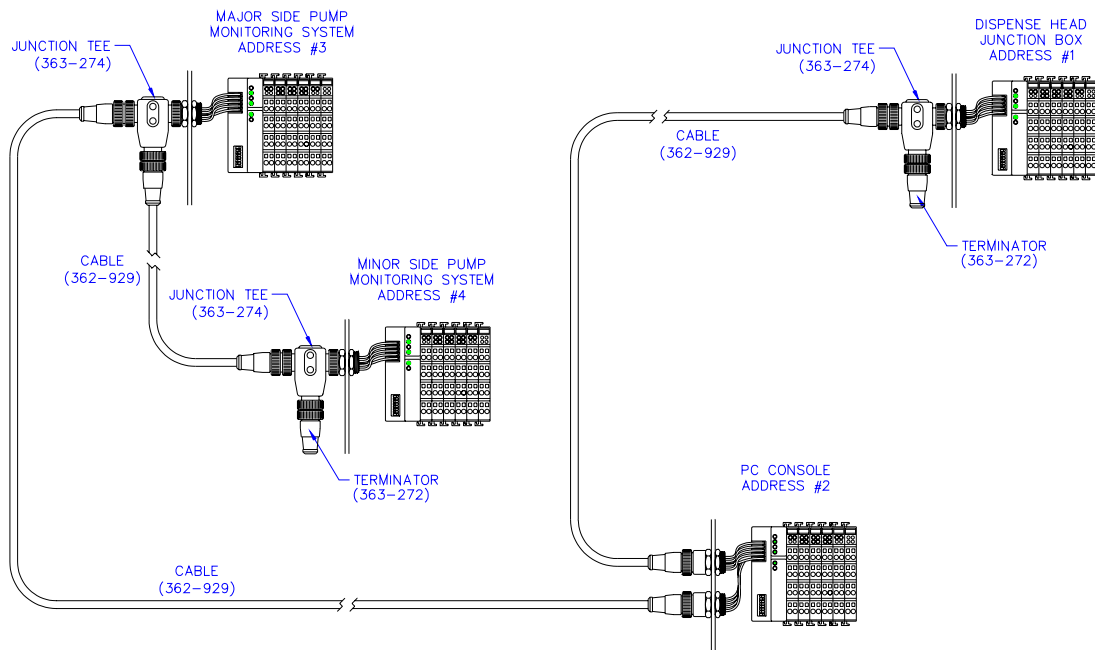 MAJOR SIDE PUMP
MONITORING SYSTEM
ADDRESS #3
JUNCTION TEE
(363-274)
DISPENSE HEAD
JUNCTION BOX
ADDRESS #1
JUNCTION TEE
(363-274)
CABLE
(362-929)
TERMINATOR
(363-272)
CABLE
(362-929)
MINOR SIDE PUMP
MONITORING SYSTEM
ADDRESS #4
JUNCTION TEE
(363-274)
TERMINATOR
(363-272)
PC CONSOLE
ADDRESS #2
CABLE
(362-929)